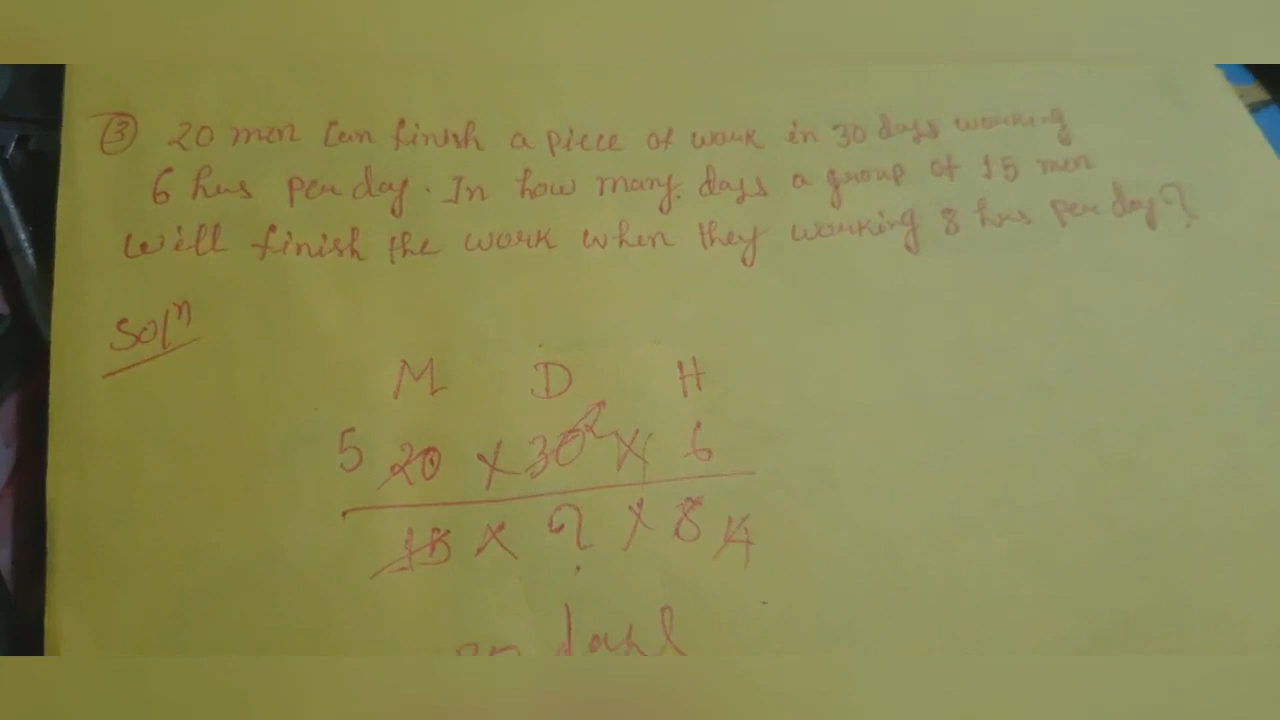 ③ 20 men can finish a piece of work in 30 days working
6 hrs per day. In how many days a group of 15 men
will finish the work when they working 8 hrs per day?
Solⁿ
M D H
5 20 × 30 2 × 6
15 × ? × 8 4
days